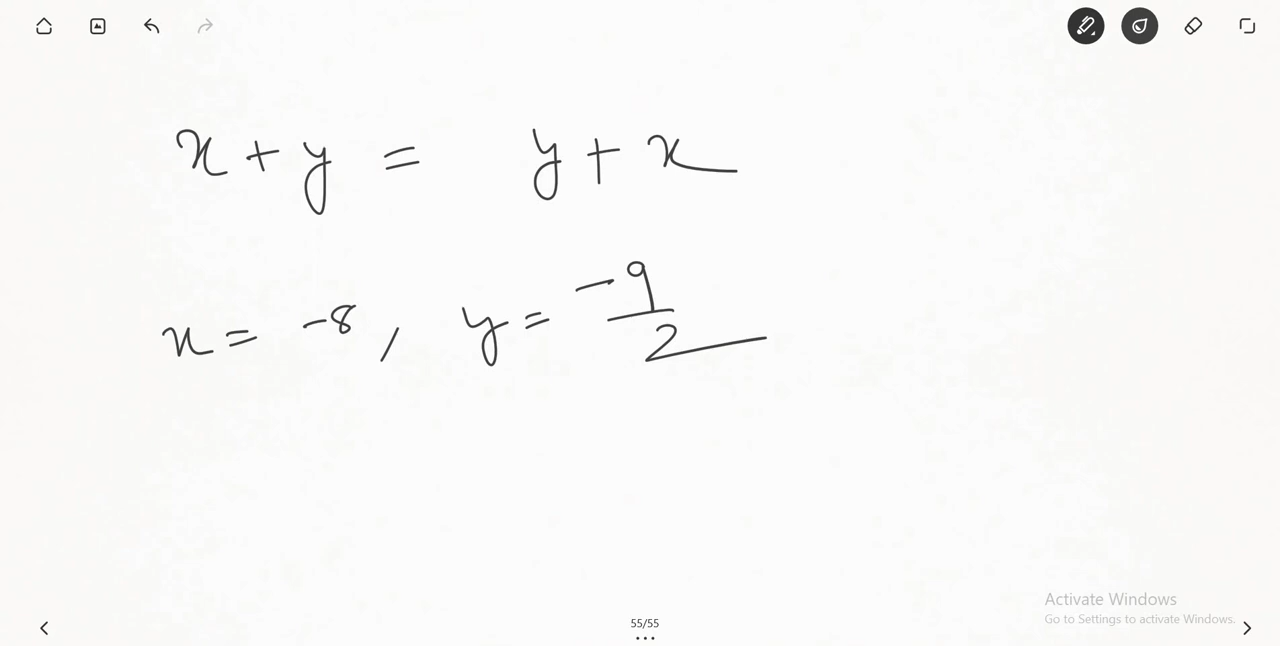 x + y = y + x
x = -8, y = -9/2
55/55
Activate Windows
Go to Settings to activate Windows.